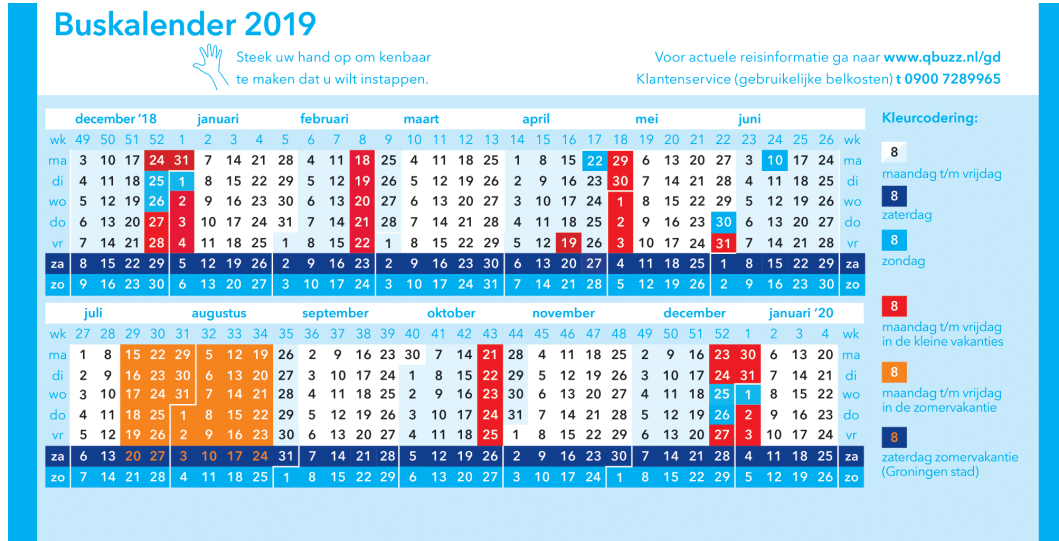 Buskalender 2019
Steek uw hand op om kenbaar
te maken dat u wilt instappen.
Voor actuele reisinformatie ga naar www.qbuzz.nl/gd
Klantenservice (gebruikelijke belkosten) t 0900 7289965
december '18 januari februari maart april mei juni
wk 49 50 51 52 1 2 3 4 5 6 7 8 9 10 11 12 13 14 15 16 17 18 19 20 21 22 23 24 25 26 wk
ma 3 10 17 24 31 7 14 21 28 4 11 18 25 4 11 18 25 1 8 15 22 29 6 13 20 27 3 10 17 24 ma
di 4 11 18 25 1 8 15 22 29 5 12 19 26 5 12 19 26 2 9 16 23 30 7 14 21 28 4 11 18 25 di
wo 5 12 19 26 2 9 16 23 30 6 13 20 27 6 13 20 27 3 10 17 24 1 8 15 22 29 5 12 19 26 wo
do 6 13 20 27 3 10 17 24 31 7 14 21 28 7 14 21 28 4 11 18 25 2 9 16 23 30 6 13 20 27 do
vr 7 14 21 28 4 11 18 25 1 8 15 22 1 8 15 22 29 5 12 19 26 3 10 17 24 31 7 14 21 28 vr
za 8 15 22 29 5 12 19 26 2 9 16 23 2 9 16 23 30 6 13 20 27 4 11 18 25 1 8 15 22 29 za
zo 9 16 23 30 6 13 20 27 3 10 17 24 3 10 17 24 31 7 14 21 28 5 12 19 26 2 9 16 23 30 zo
juli augustus september oktober november december januari '20
wk 27 28 29 30 31 32 33 34 35 36 37 38 39 40 41 42 43 44 45 46 47 48 49 50 51 52 1 2 3 4 wk
ma 1 8 15 22 29 5 12 19 26 2 9 16 23 30 7 14 21 28 4 11 18 25 2 9 16 23 30 6 13 20 ma
di 2 9 16 23 30 6 13 20 27 3 10 17 24 1 8 15 22 29 5 12 19 26 3 10 17 24 31 7 14 21 di
wo 3 10 17 24 31 7 14 21 28 4 11 18 25 2 9 16 23 30 6 13 20 27 4 11 18 25 1 8 15 22 wo
do 4 11 18 25 1 8 15 22 29 5 12 19 26 3 10 17 24 31 7 14 21 28 5 12 19 26 2 9 16 23 do
vr 5 12 19 26 2 9 16 23 30 6 13 20 27 4 11 18 25 1 8 15 22 29 6 13 20 27 3 10 17 24 vr
za 6 13 20 27 3 10 17 24 31 7 14 21 28 5 12 19 26 2 9 16 23 30 7 14 21 28 4 11 18 25 za
zo 7 14 21 28 4 11 18 25 1 8 15 22 29 6 13 20 27 3 10 17 24 1 8 15 22 29 5 12 19 26 zo
Kleurcodering:
8
maandag t/m vrijdag
8
zaterdag
8
zondag
8
maandag t/m vrijdag
in de kleine vakanties
8
maandag t/m vrijdag
in de zomervakantie
8
zaterdag zomervakantie
(Groningen stad)